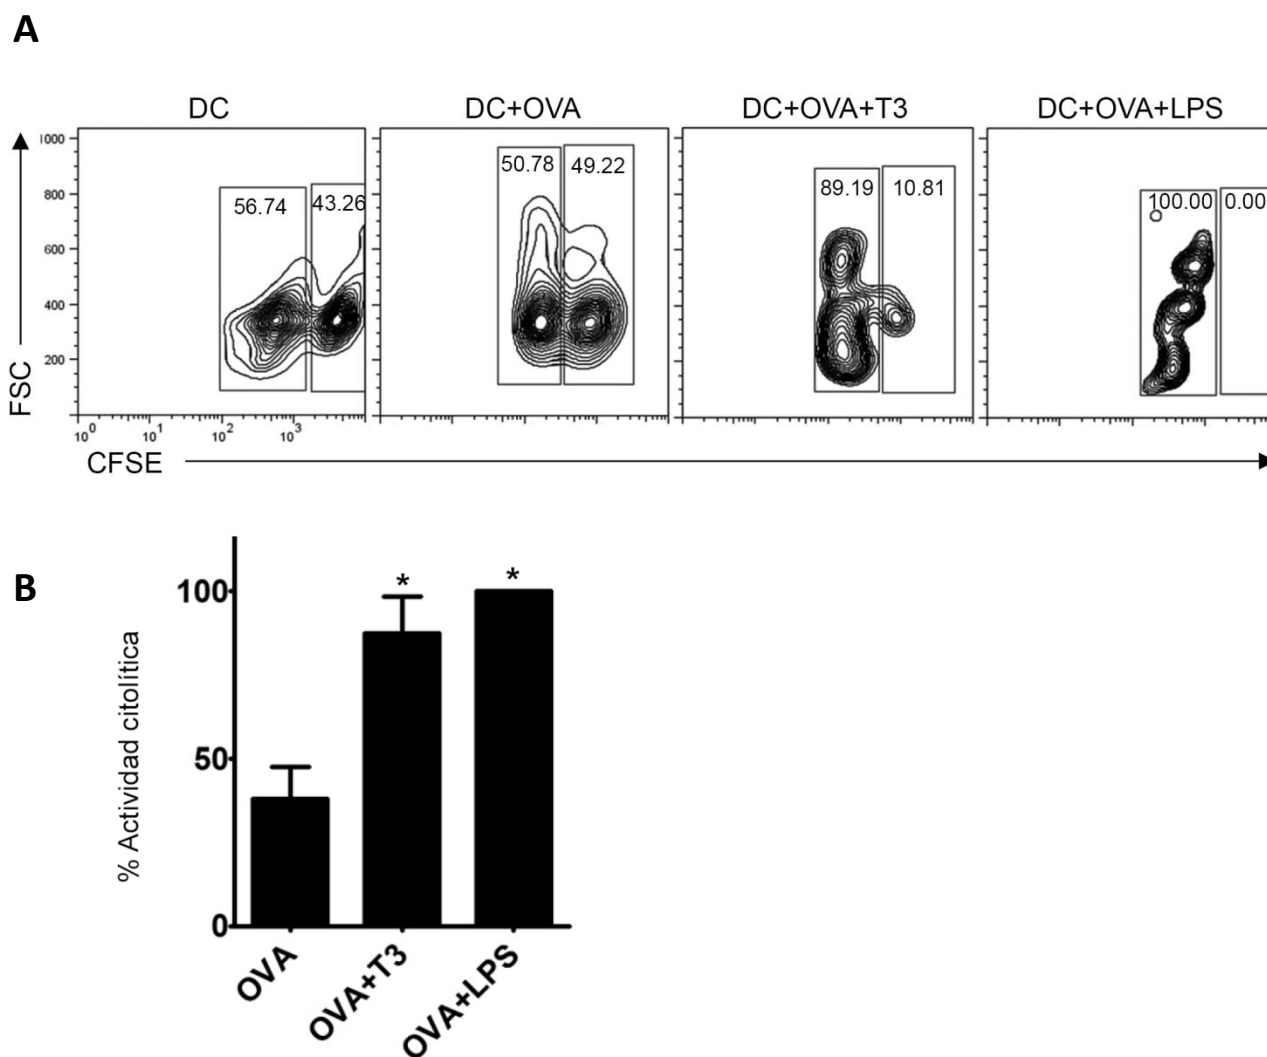 A
DC
DC+OVA
DC+OVA+T3
DC+OVA+LPS
1000
800
600
400
200
FSC
56.74
43.26
50.78
49.22
89.19
10.81
100.00
0.00
10^0
10^1
10^2
10^3
CFSE
B
% Actividad citolítica
100
50
0
*
*
OVA
OVA+T3
OVA+LPS